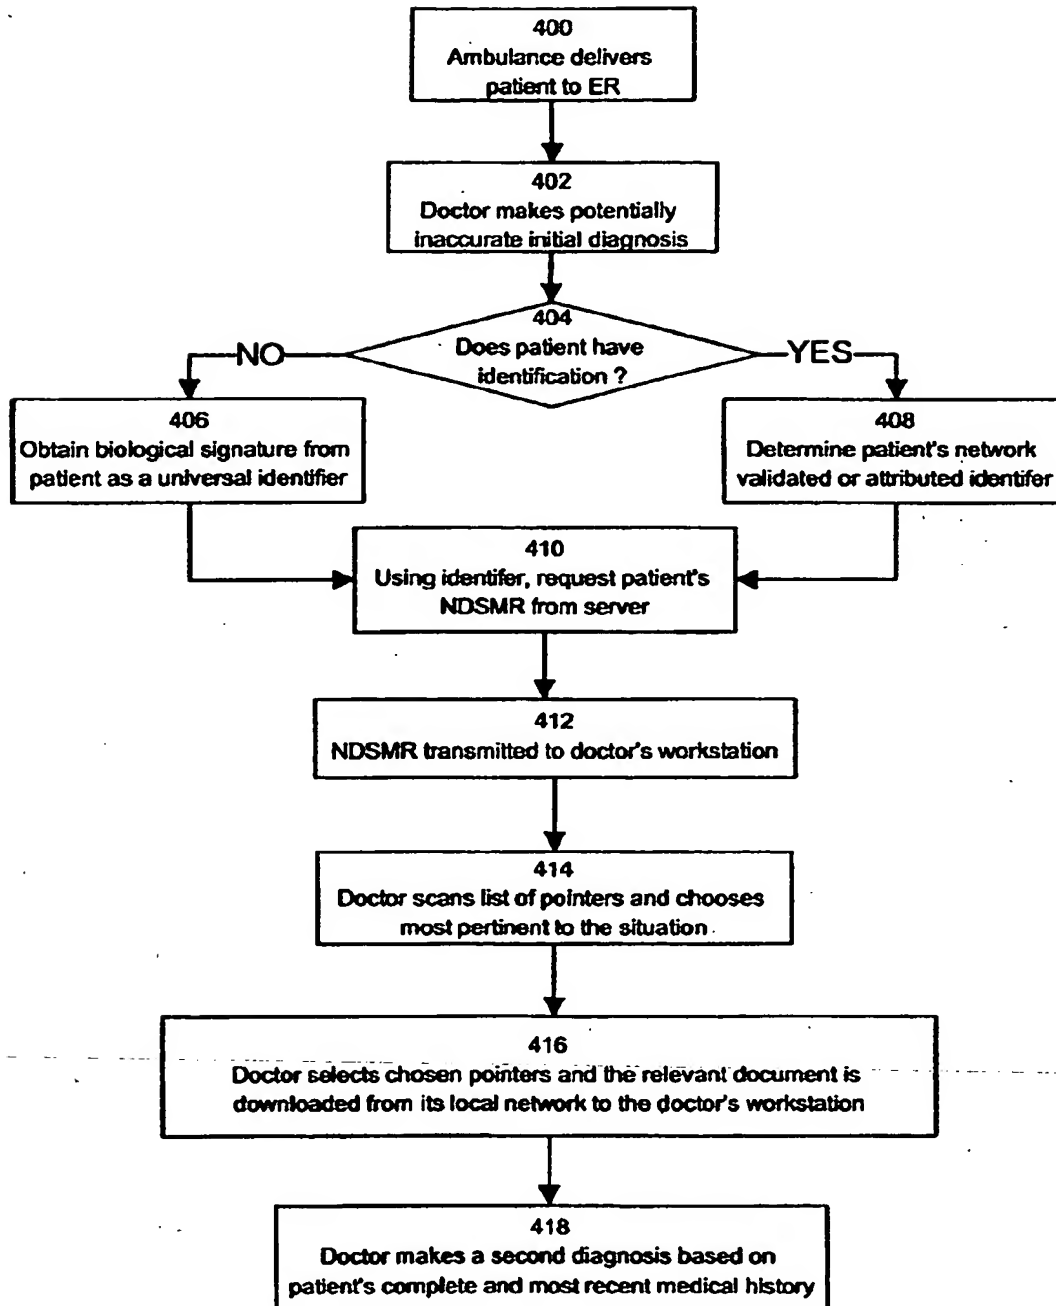 400
Ambulance delivers
patient to ER
402
Doctor makes potentially
inaccurate initial diagnosis
404
Does patient have
identification ?
NO
YES
406
Obtain biological signature from
patient as a universal identifier
408
Determine patient's network
validated or attributed identifer
410
Using identifer, request patient's
NDSMR from server
412
NDSMR transmitted to doctor's workstation
414
Doctor scans list of pointers and chooses
most pertinent to the situation
416
Doctor selects chosen pointers and the relevant document is
downloaded from its local network to the doctor's workstation
418
Doctor makes a second diagnosis based on
patient's complete and most recent medical history